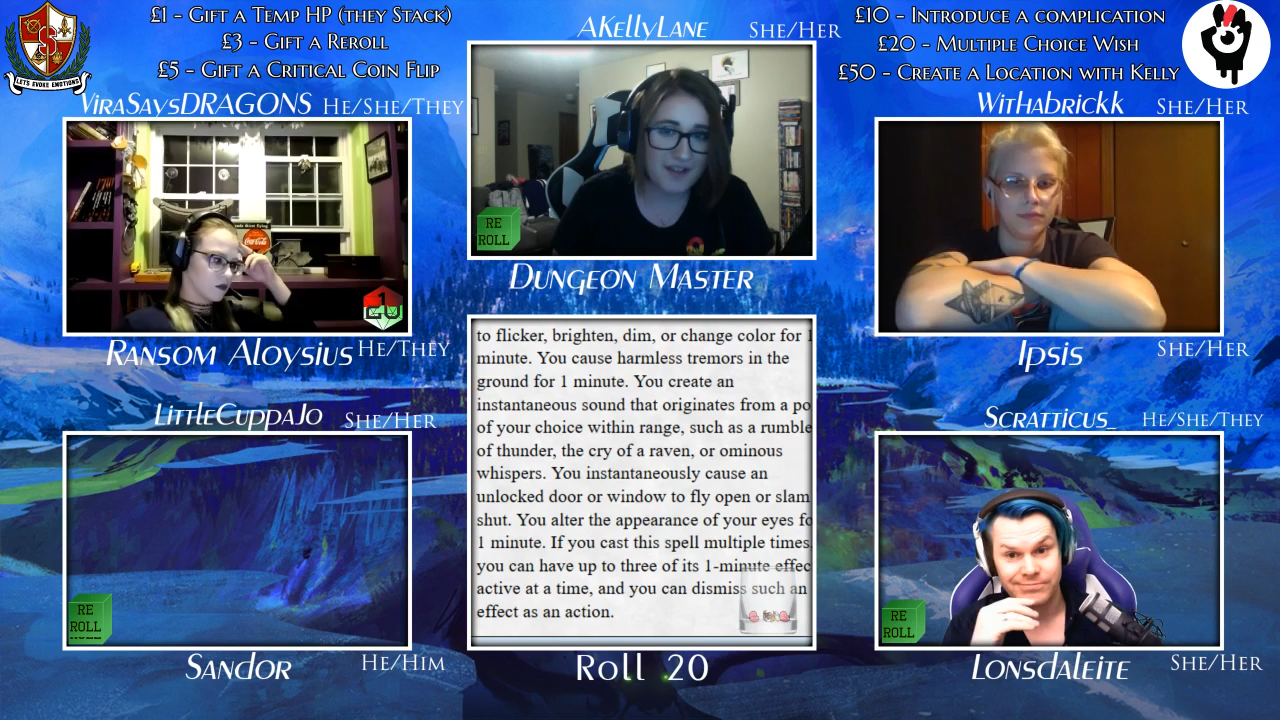 £1 - Gift a Temp HP (they Stack)
£3 - Gift a Reroll
£5 - Gift a Critical Coin Flip
LETS EVOKE EMOTIONS
AKellyLane She/Her
£10 - Introduce a complication
£20 - Multiple Choice Wish
£50 - Create a Location with Kelly
ViraSaysDRAGONS He/She/They
Withabrickk She/Her
Coca-Cola
RE
ROLL
Dungeon Master
Ransom Aloysius He/They
Ipsis She/Her
to flicker, brighten, dim, or change color for 1
minute. You cause harmless tremors in the
ground for 1 minute. You create an
instantaneous sound that originates from a po
of your choice within range, such as a rumble
of thunder, the cry of a raven, or ominous
whispers. You instantaneously cause an
unlocked door or window to fly open or slam
shut. You alter the appearance of your eyes fo
1 minute. If you cast this spell multiple times
you can have up to three of its 1-minute effec
active at a time, and you can dismiss such an
effect as an action.
LittleCuppaJo She/Her
RE
ROLL
Sandor He/Him
Roll 20
Scratticus_ He/She/They
RE
ROLL
Lonsdaleite She/Her